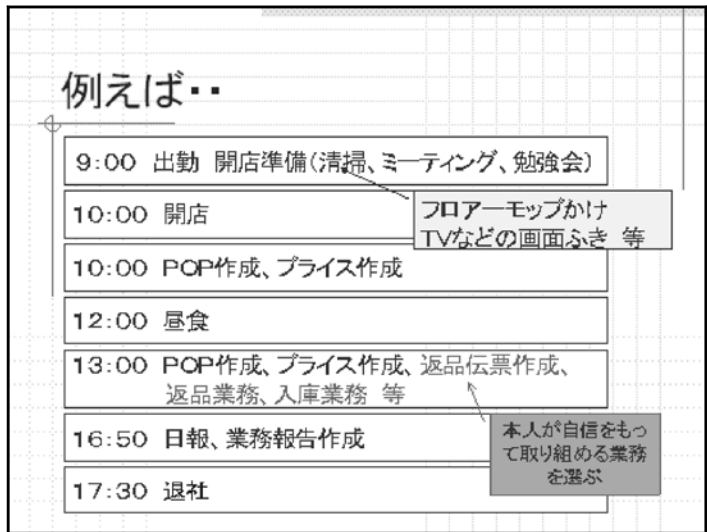 例えば・・
9:00 出勤 開店準備(清掃、ミーティング、勉強会)
フロアーモップかけ
TVなどの画面ふき 等
10:00 開店
10:00 POP作成、プライス作成
12:00 昼食
13:00 POP作成、プライス作成、返品伝票作成、
返品業務、入庫業務 等
本人が自信をもっ
て取り組める業務
を選ぶ
16:50 日報、業務報告作成
17:30 退社